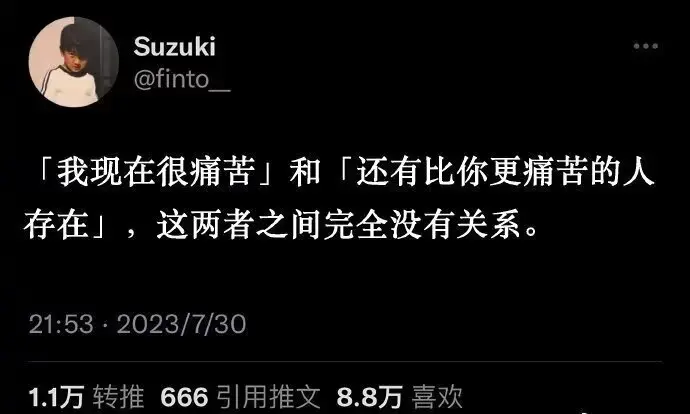 Suzuki
@finto__
「我现在很痛苦」和「还有比你更痛苦的人
存在」，这两者之间完全没有关系。
21:53 · 2023/7/30
1.1万 转推 666 引用推文 8.8万 喜欢